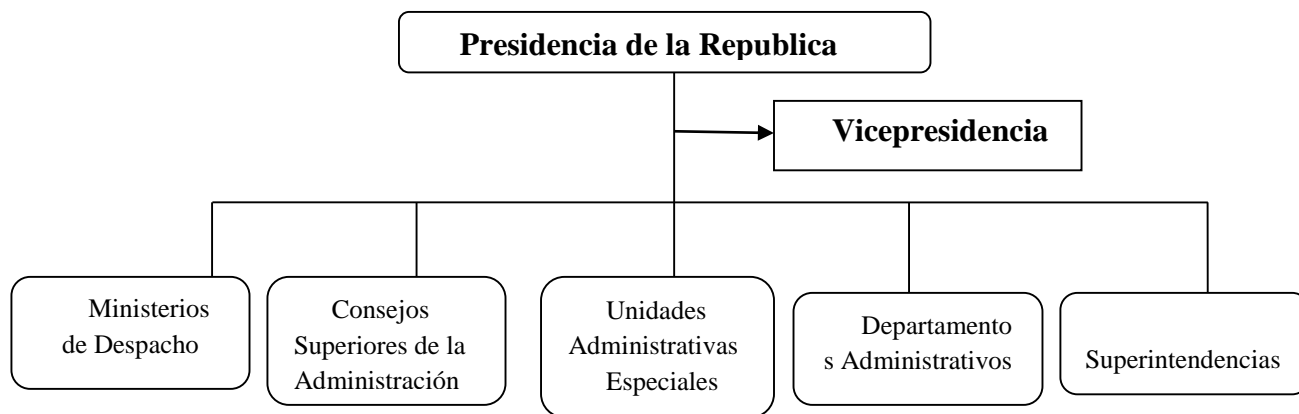 Presidencia de la Republica
Vicepresidencia
Ministerios
de Despacho
Consejos
Superiores de la
Administración
Unidades
Administrativas
Especiales
Departamento
s Administrativos
Superintendencias